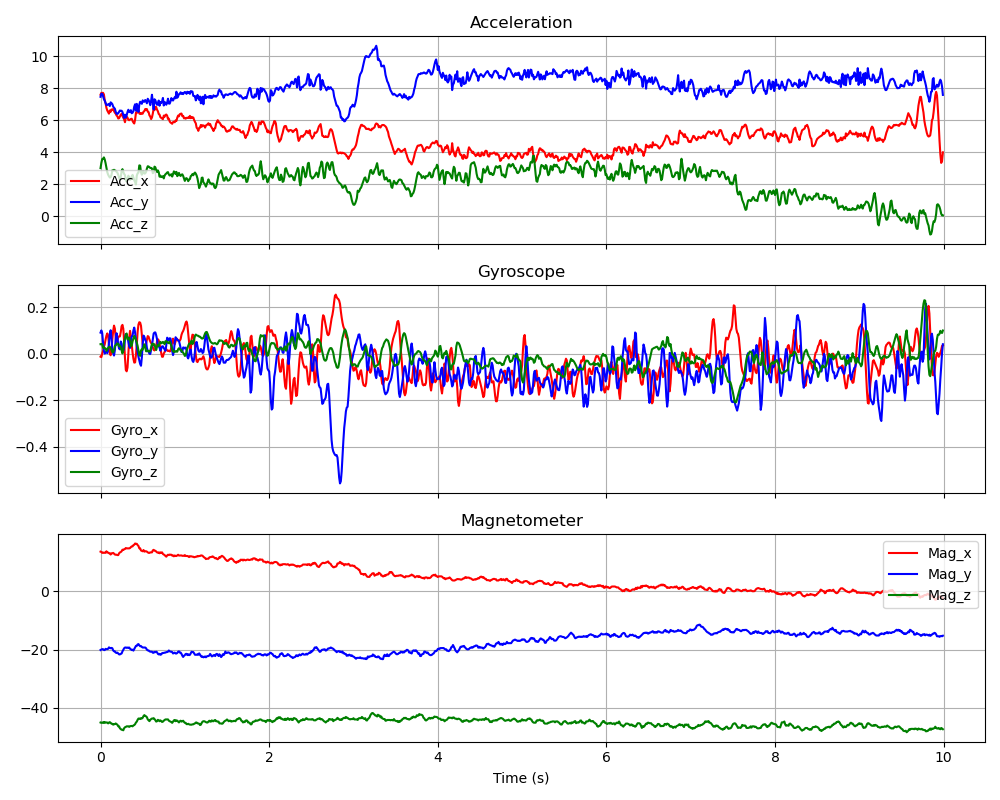 Acceleration
10
8
6
4
2
0
Acc_x
Acc_y
Acc_z
Gyroscope
0.2
0.0
−0.2
−0.4
Gyro_x
Gyro_y
Gyro_z
Magnetometer
0
−20
−40
Mag_x
Mag_y
Mag_z
0 2 4 6 8 10
Time (s)